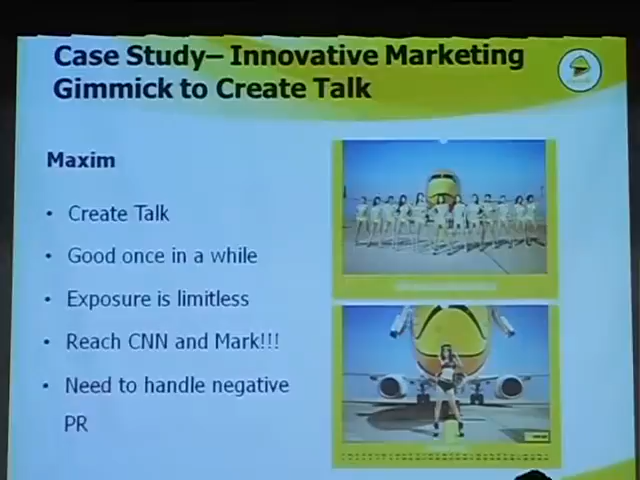 Case Study– Innovative Marketing
Gimmick to Create Talk
Maxim
• Create Talk
• Good once in a while
• Exposure is limitless
• Reach CNN and Mark!!!
• Need to handle negative
PR